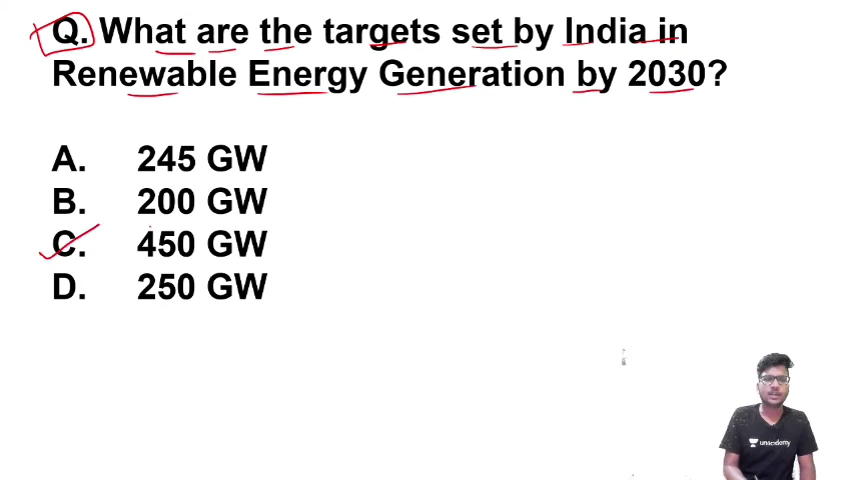 Q. What are the targets set by India in
Renewable Energy Generation by 2030?
A. 245 GW
B. 200 GW
C. 450 GW
D. 250 GW
unacademy